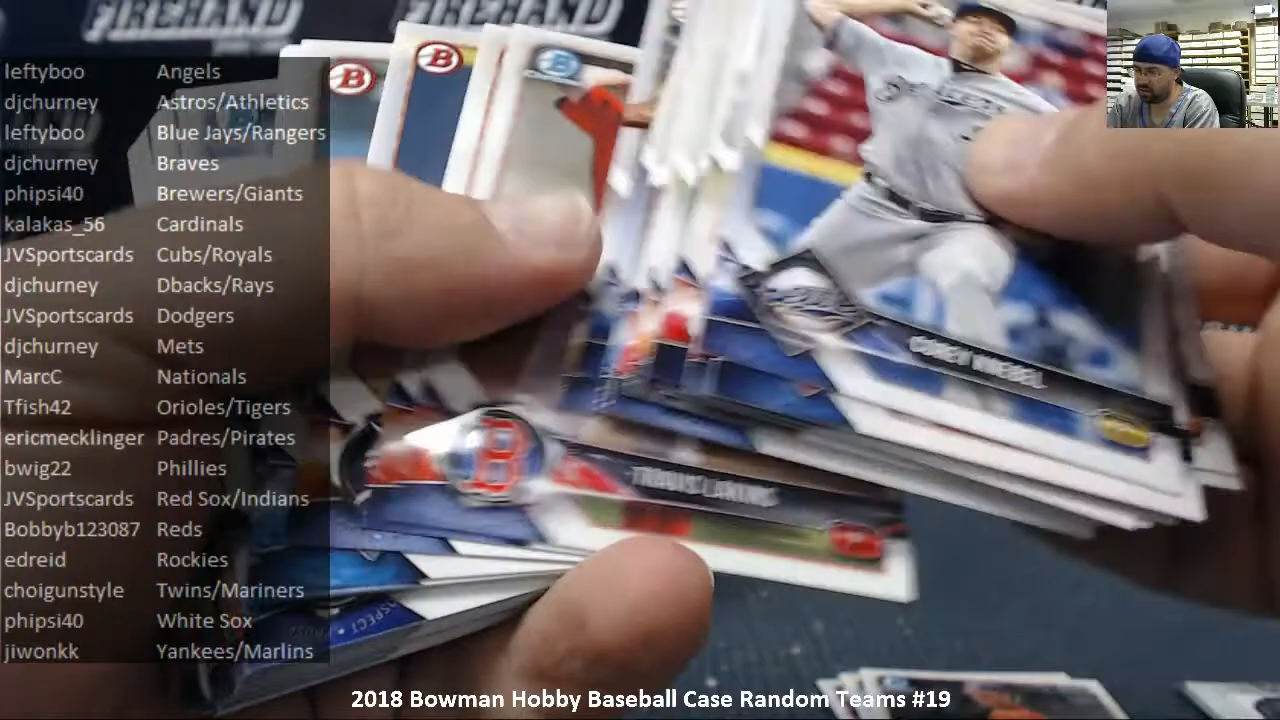 FIREHAND
FIREHAND
leftyboo Angels
djchurney Astros/Athletics
leftyboo Blue Jays/Rangers
djchurney Braves
phipsi40 Brewers/Giants
kalakas_56 Cardinals
JVSportscards Cubs/Royals
djchurney Dbacks/Rays
JVSportscards Dodgers
djchurney Mets
MarcC Nationals
Tfish42 Orioles/Tigers
ericmecklinger Padres/Pirates
bwig22 Phillies
JVSportscards Red Sox/Indians
Bobbyb123087 Reds
edreid Rockies
choigunstyle Twins/Mariners
phipsi40 White Sox
jiwonkk Yankees/Marlins
B
B
B
COREY KNEBEL
B
TRAVIS LAKINS
PROSPECT
2018 Bowman Hobby Baseball Case Random Teams #19